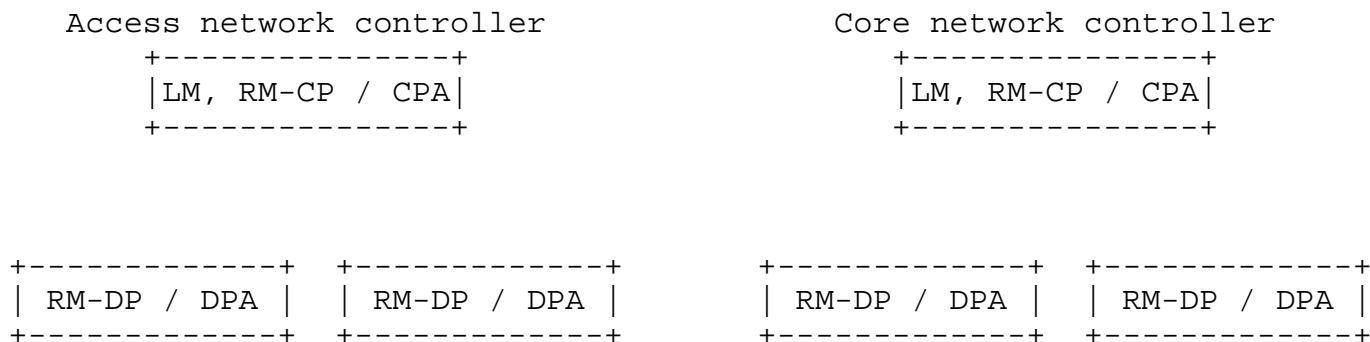 Access network controller Core network controller
+---------------+ +---------------+
|LM, RM-CP / CPA| |LM, RM-CP / CPA|
+---------------+ +---------------+
+-------------+ +-------------+ +-------------+ +-------------+
| RM-DP / DPA | | RM-DP / DPA | | RM-DP / DPA | | RM-DP / DPA |
+-------------+ +-------------+ +-------------+ +-------------+